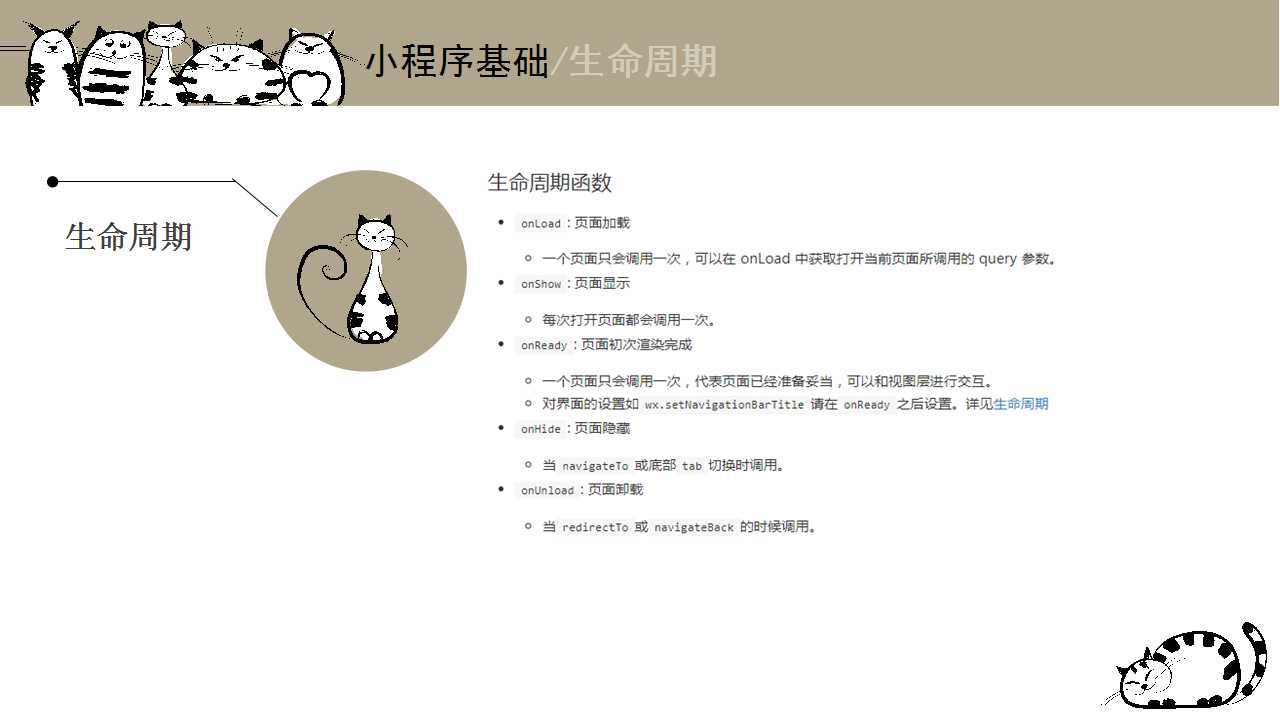 小程序基础/生命周期
生命周期
生命周期函数
onLoad：页面加载
一个页面只会调用一次，可以在 onLoad 中获取打开当前页面所调用的 query 参数。
onShow：页面显示
每次打开页面都会调用一次。
onReady：页面初次渲染完成
一个页面只会调用一次，代表页面已经准备妥当，可以和视图层进行交互。
对界面的设置如 wx.setNavigationBarTitle 请在 onReady 之后设置。详见生命周期
onHide：页面隐藏
当 navigateTo 或底部 tab 切换时调用。
onUnload：页面卸载
当 redirectTo 或 navigateBack 的时候调用。